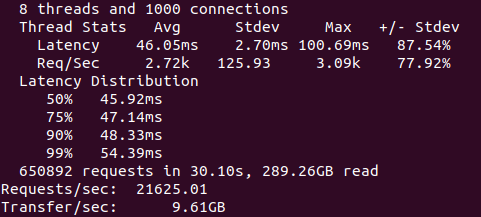 8 threads and 1000 connections
Thread Stats   Avg      Stdev     Max   +/- Stdev
Latency    46.05ms    2.70ms 100.69ms   87.54%
Req/Sec     2.72k   125.93     3.09k    77.92%
Latency Distribution
50%   45.92ms
75%   47.14ms
90%   48.33ms
99%   54.39ms
650892 requests in 30.10s, 289.26GB read
Requests/sec:  21625.01
Transfer/sec:      9.61GB